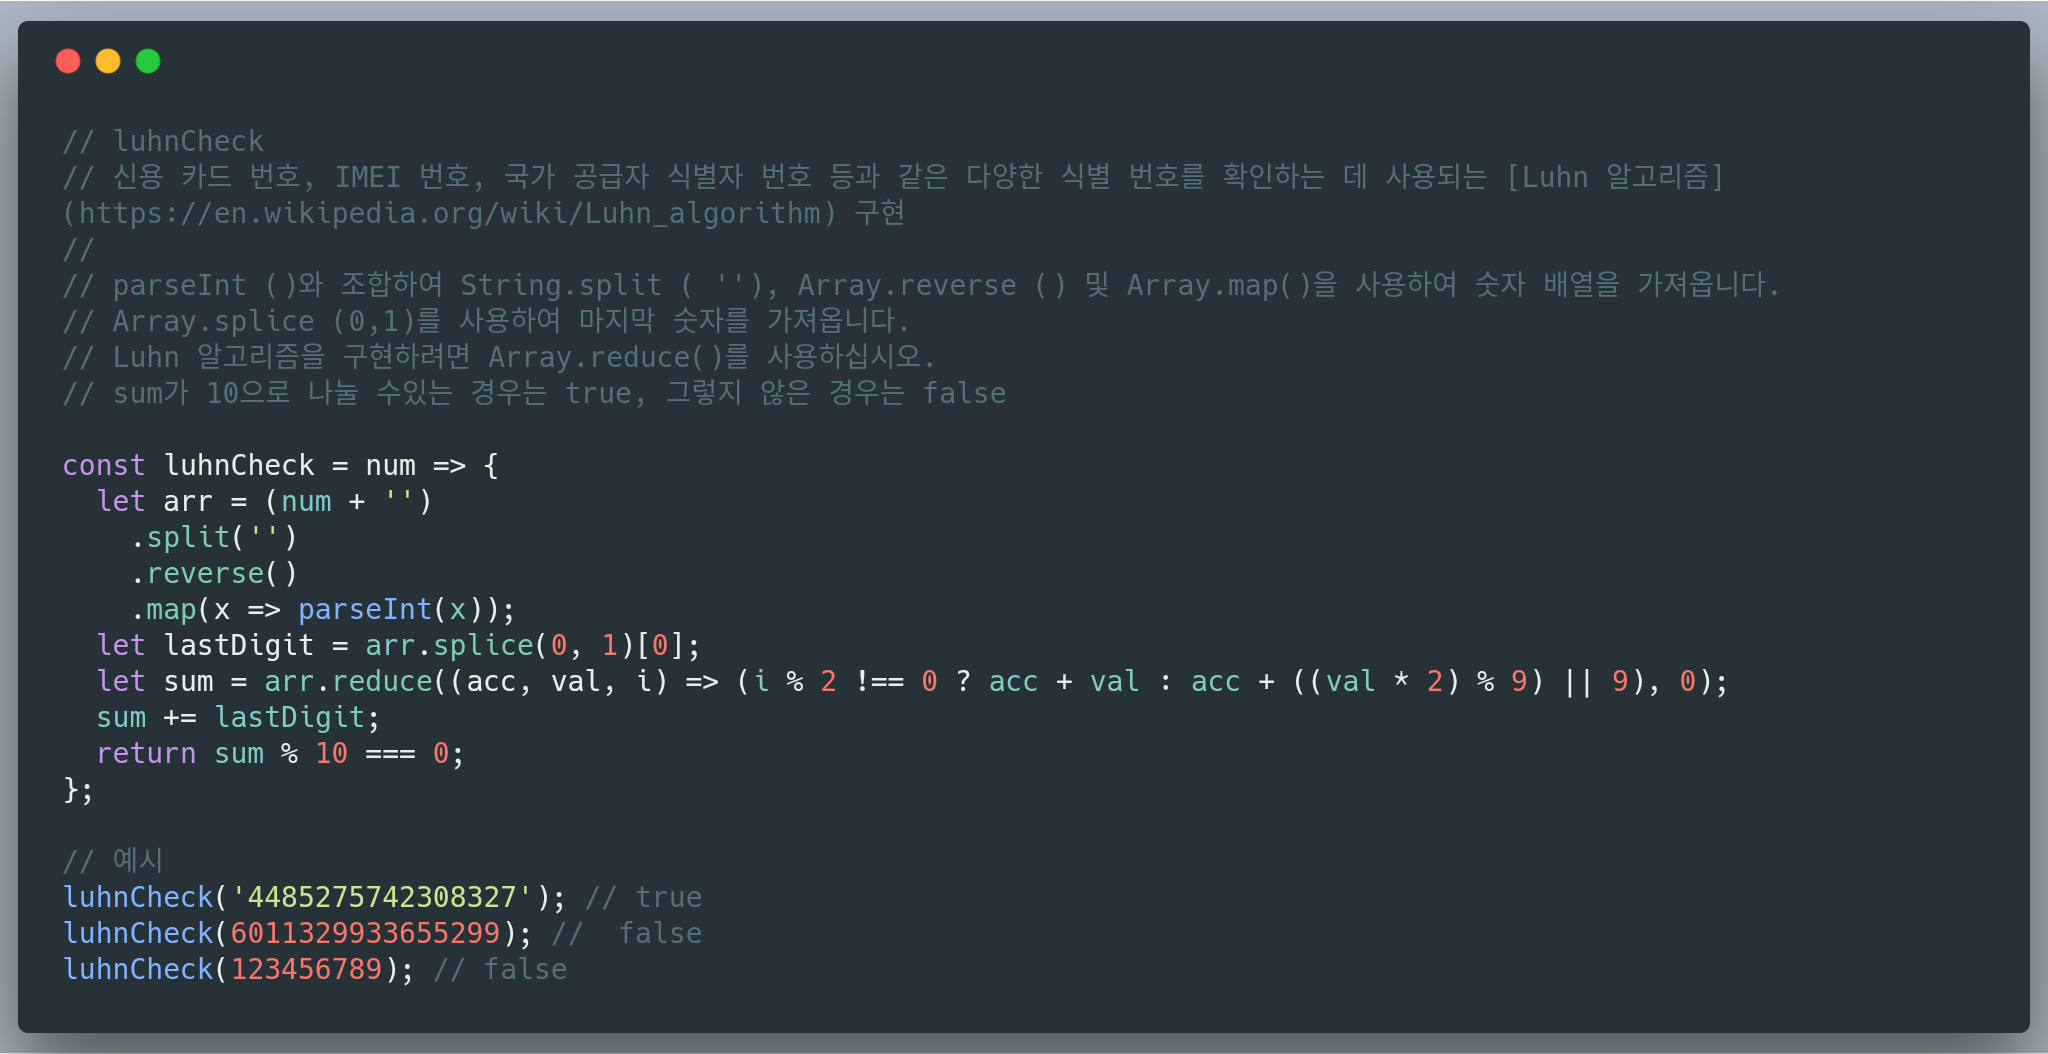 // luhnCheck
// 신용 카드 번호, IMEI 번호, 국가 공급자 식별자 번호 등과 같은 다양한 식별 번호를 확인하는 데 사용되는 [Luhn 알고리즘]
(https://en.wikipedia.org/wiki/Luhn_algorithm) 구현
//
// parseInt ()와 조합하여 String.split ( ''), Array.reverse () 및 Array.map()을 사용하여 숫자 배열을 가져옵니다.
// Array.splice (0,1)를 사용하여 마지막 숫자를 가져옵니다.
// Luhn 알고리즘을 구현하려면 Array.reduce()를 사용하십시오.
// sum가 10으로 나눌 수있는 경우는 true, 그렇지 않은 경우는 false

const luhnCheck = num => {
  let arr = (num + '')
    .split('')
    .reverse()
    .map(x => parseInt(x));
  let lastDigit = arr.splice(0, 1)[0];
  let sum = arr.reduce((acc, val, i) => (i % 2 !== 0 ? acc + val : acc + ((val * 2) % 9) || 9), 0);
  sum += lastDigit;
  return sum % 10 === 0;
};

// 예시
luhnCheck('4485275742308327'); // true
luhnCheck(6011329933655299); //  false
luhnCheck(123456789); // false